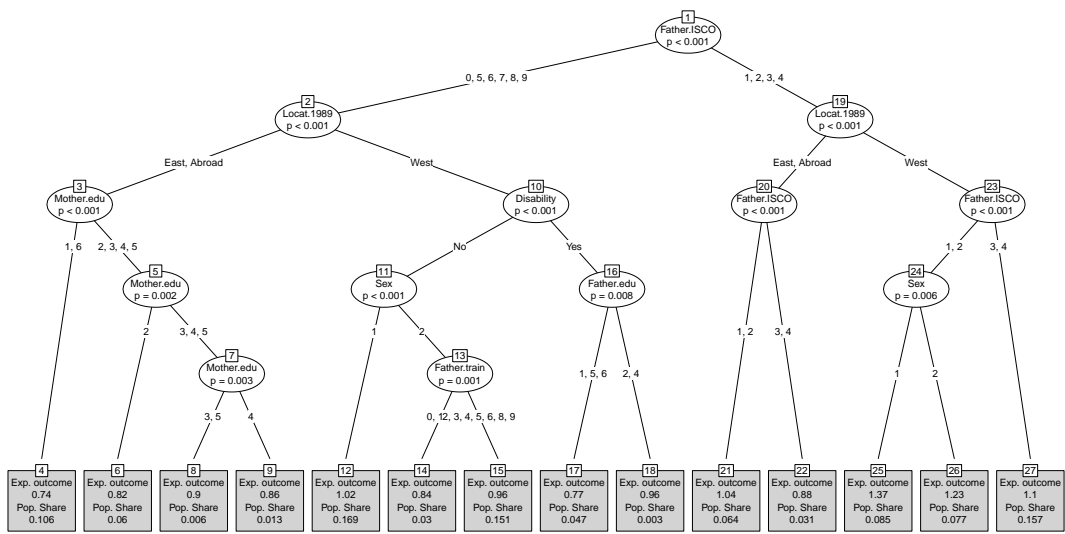 1
Father.ISCO
p < 0.001
0, 5, 6, 7, 8, 9
1, 2, 3, 4
2
Locat.1989
p < 0.001
19
Locat.1989
p < 0.001
East, Abroad
West
East, Abroad
West
3
Mother.edu
p < 0.001
10
Disability
p < 0.001
20
Father.ISCO
p < 0.001
23
Father.ISCO
p < 0.001
1, 6
2, 3, 4, 5
No
Yes
1, 2
3, 4
5
Mother.edu
p = 0.002
11
Sex
p < 0.001
16
Father.edu
p = 0.008
24
Sex
p = 0.006
2
3, 4, 5
1
2
1, 2
3, 4
7
Mother.edu
p = 0.003
13
Father.train
p = 0.001
1, 5, 6
2, 4
1
2
3, 5
4
0, 1
2, 3, 4, 5, 6, 8, 9
4
Exp. outcome
0.74
Pop. Share
0.106
6
Exp. outcome
0.82
Pop. Share
0.06
8
Exp. outcome
0.9
Pop. Share
0.006
9
Exp. outcome
0.86
Pop. Share
0.013
12
Exp. outcome
1.02
Pop. Share
0.169
14
Exp. outcome
0.84
Pop. Share
0.03
15
Exp. outcome
0.96
Pop. Share
0.151
17
Exp. outcome
0.77
Pop. Share
0.047
18
Exp. outcome
0.96
Pop. Share
0.003
21
Exp. outcome
1.04
Pop. Share
0.064
22
Exp. outcome
0.88
Pop. Share
0.031
25
Exp. outcome
1.37
Pop. Share
0.085
26
Exp. outcome
1.23
Pop. Share
0.077
27
Exp. outcome
1.1
Pop. Share
0.157